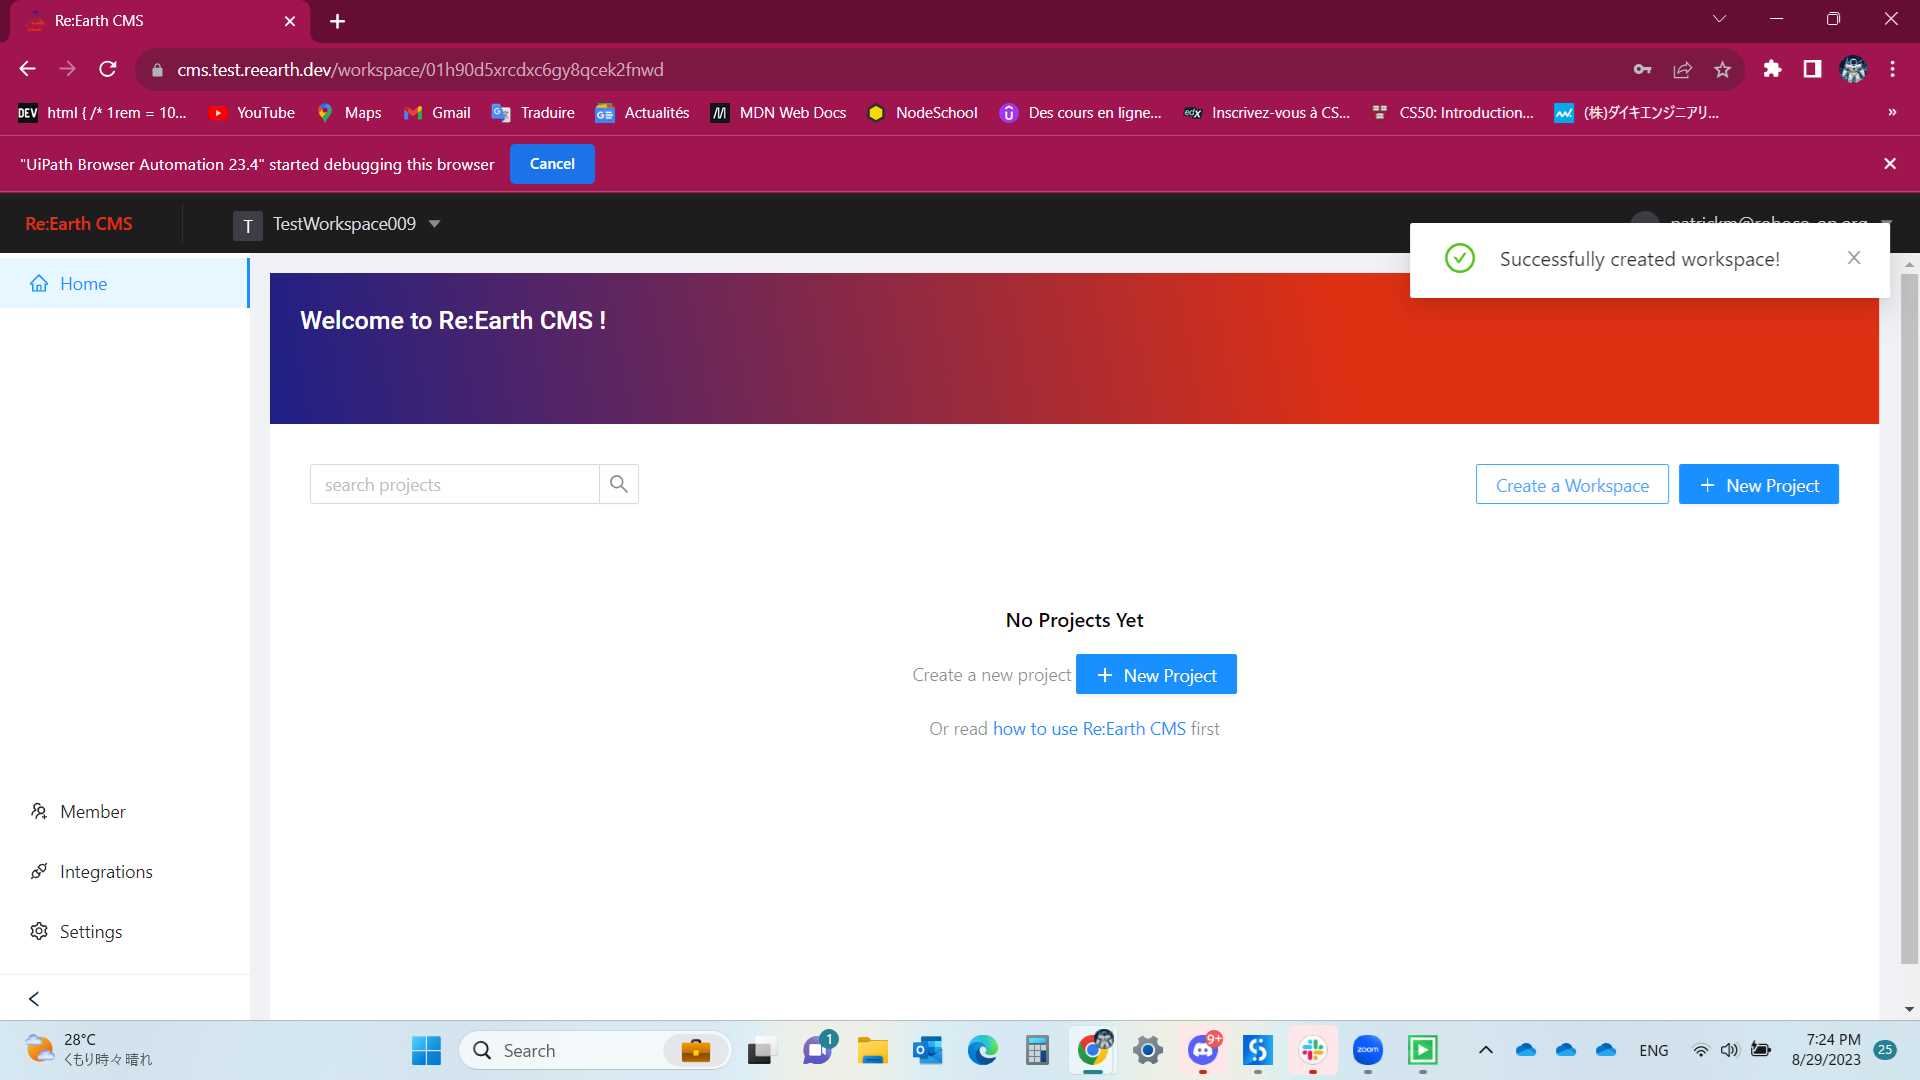 Re:Earth CMS
cms.test.reearth.dev/workspace/01h90d5xrcdxc6gy8qcek2fnwd
DEV html { /* 1rem = 10... YouTube Maps Gmail Traduire Actualités MDN Web Docs NodeSchool Des cours en ligne... edX Inscrivez-vous à CS... CS50: Introduction... (株)ダイキエンジニアリ... »
"UiPath Browser Automation 23.4" started debugging this browser Cancel
Re:Earth CMS T TestWorkspace009
Successfully created workspace!
Home
Welcome to Re:Earth CMS !
search projects
Create a Workspace
+ New Project
No Projects Yet
Create a new project + New Project
Or read how to use Re:Earth CMS first
Member
Integrations
Settings
28°C
くもり時々晴れ
Search
1
9+
zoom
ENG
7:24 PM
8/29/2023
25